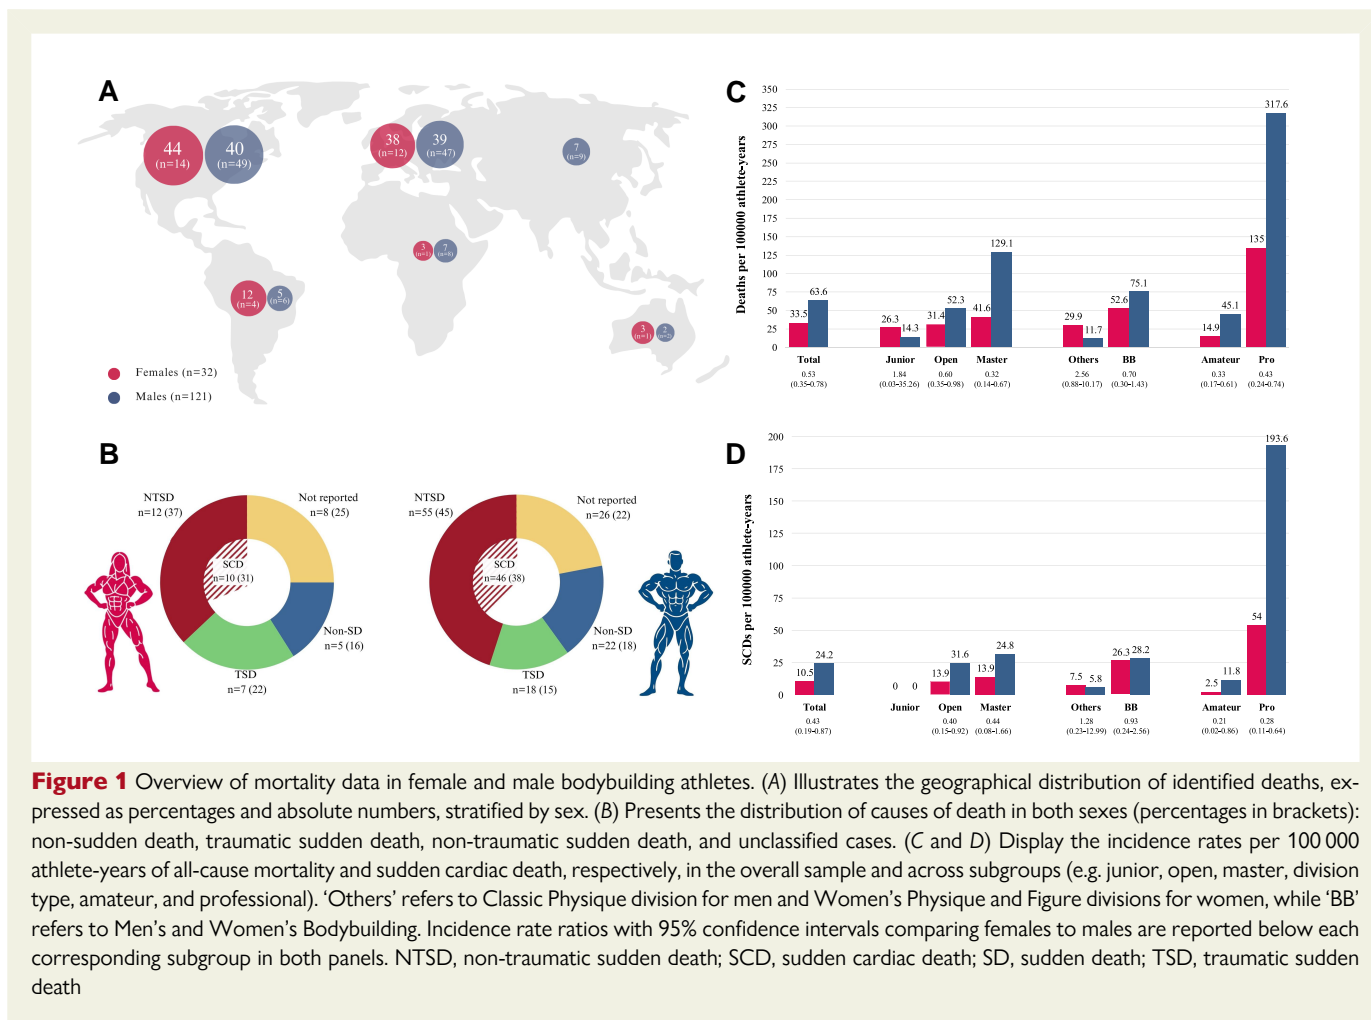 A
44
(n=14)
40
(n=49)
38
(n=12)
39
(n=47)
7
(n=9)
3
(n=1)
7
(n=8)
12
(n=4)
5
(n=6)
3
(n=1)
2
(n=2)
Females (n=32)
Males (n=121)
B
NTSD
n=12 (37)
Not reported
n=8 (25)
SCD
n=10 (31)
Non-SD
n=5 (16)
TSD
n=7 (22)
NTSD
n=55 (45)
Not reported
n=26 (22)
SCD
n=46 (38)
Non-SD
n=22 (18)
TSD
n=18 (15)
C
Deaths per 100000 athlete-years
350
325
300
275
250
225
200
175
150
125
100
75
50
25
0
33.5 63.6 26.3 14.3 31.4 52.3 41.6 129.1 29.9 11.7 52.6 75.1 14.9 45.1 135 317.6
Total Junior Open Master Others BB Amateur Pro
0.53 1.84 0.60 0.32 2.56 0.70 0.33 0.43
(0.35-0.78) (0.03-35.26) (0.35-0.98) (0.14-0.67) (0.88-10.17) (0.30-1.43) (0.17-0.61) (0.24-0.74)
D
SCDs per 100000 athlete-years
200
175
150
125
100
75
50
25
0
10.5 24.2 0 0 13.9 31.6 13.9 24.8 7.5 5.8 26.3 28.2 2.5 11.8 54 193.6
Total Junior Open Master Others BB Amateur Pro
0.43 0.40 0.44 1.28 0.93 0.21 0.28
(0.19-0.87) (0.15-0.92) (0.08-1.66) (0.23-12.99) (0.24-2.56) (0.02-0.86) (0.11-0.64)
Figure 1 Overview of mortality data in female and male bodybuilding athletes. (A) Illustrates the geographical distribution of identified deaths, ex-
pressed as percentages and absolute numbers, stratified by sex. (B) Presents the distribution of causes of death in both sexes (percentages in brackets):
non-sudden death, traumatic sudden death, non-traumatic sudden death, and unclassified cases. (C and D) Display the incidence rates per 100 000
athlete-years of all-cause mortality and sudden cardiac death, respectively, in the overall sample and across subgroups (e.g. junior, open, master, division
type, amateur, and professional). ‘Others’ refers to Classic Physique division for men and Women’s Physique and Figure divisions for women, while ‘BB’
refers to Men’s and Women’s Bodybuilding. Incidence rate ratios with 95% confidence intervals comparing females to males are reported below each
corresponding subgroup in both panels. NTSD, non-traumatic sudden death; SCD, sudden cardiac death; SD, sudden death; TSD, traumatic sudden
death